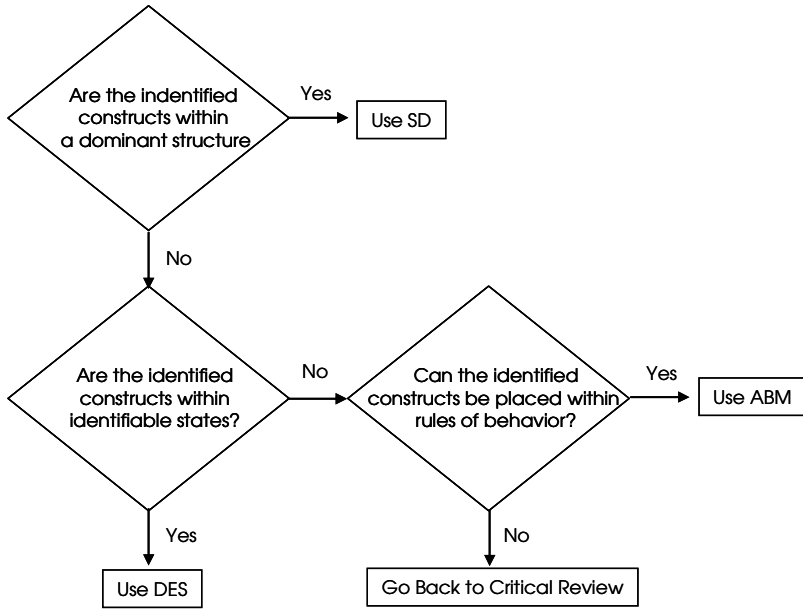 Are the indentified
constructs within
a dominant structure
Yes
Use SD
No
Are the identified
constructs within
identifiable states?
No
Can the identified
constructs be placed within
rules of behavior?
Yes
Use ABM
Yes
Use DES
No
Go Back to Critical Review